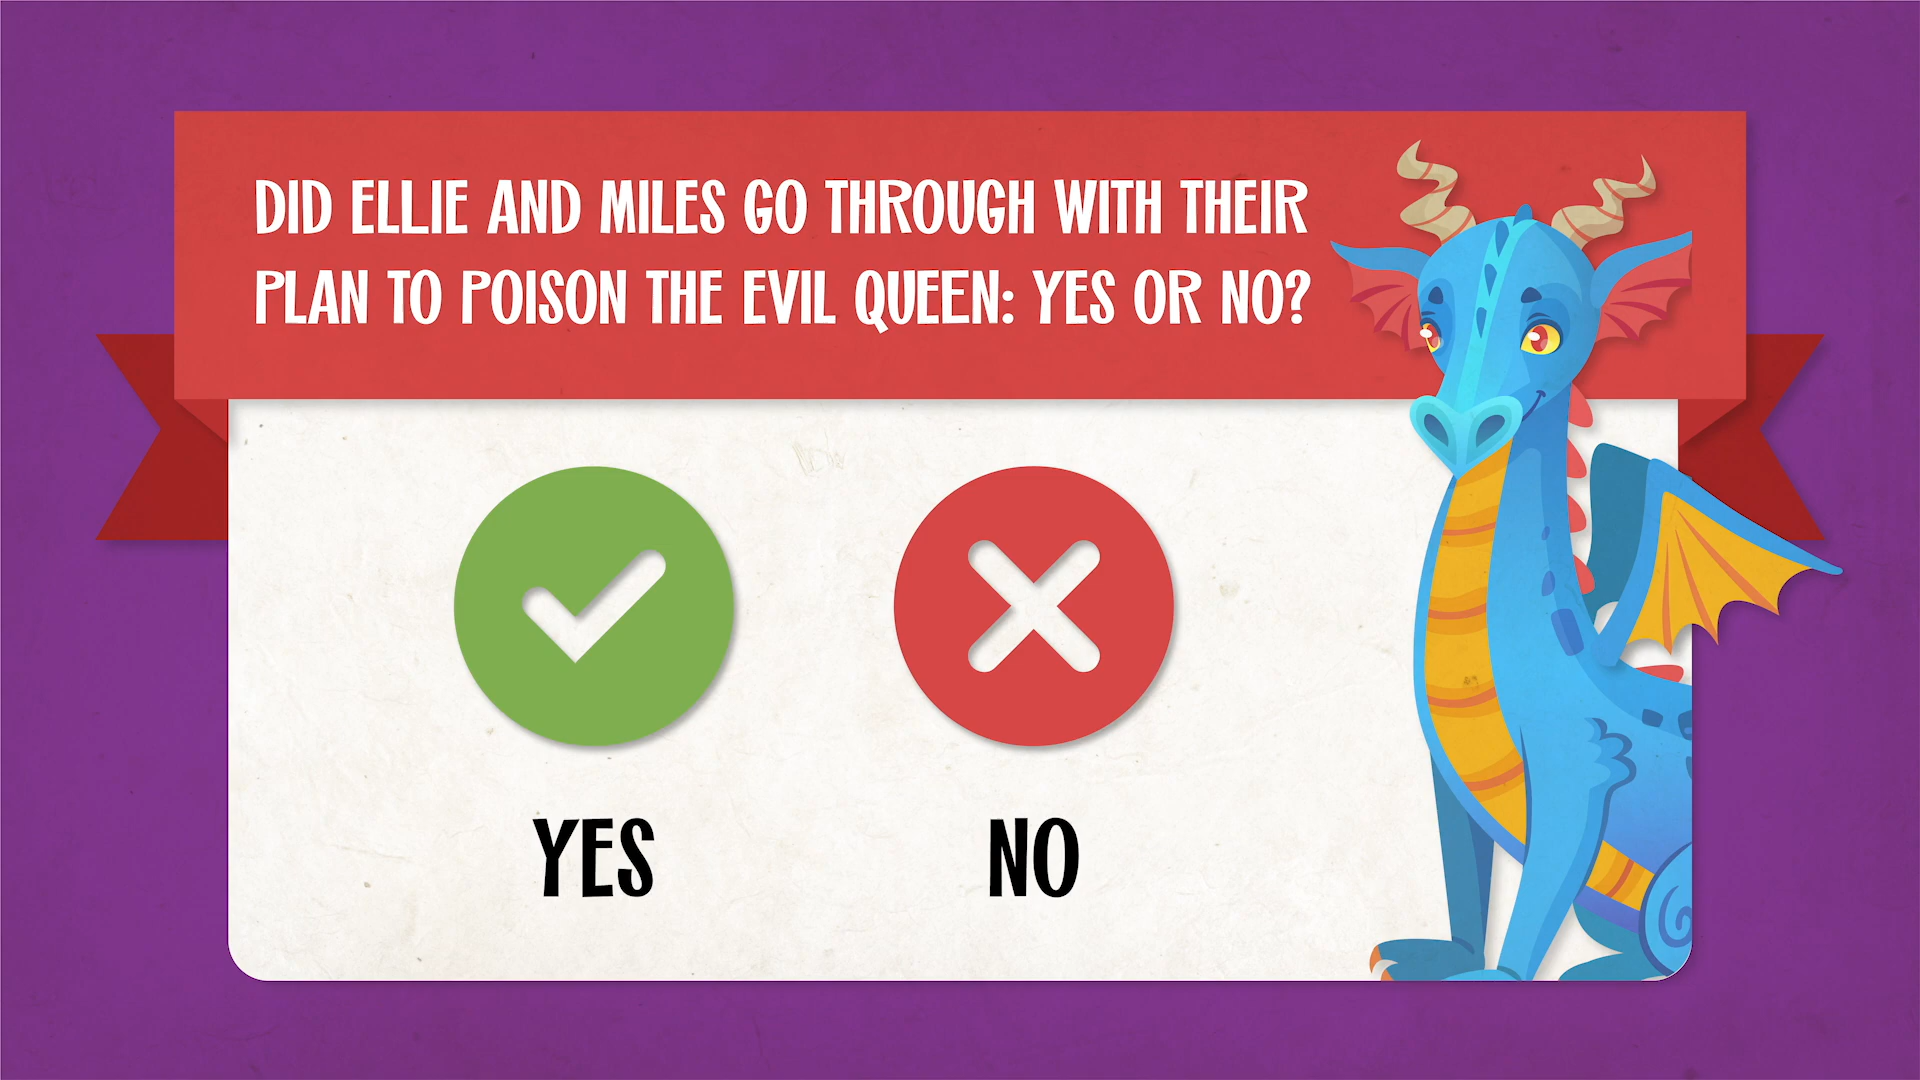 DID ELLIE AND MILES GO THROUGH WITH THEIR
PLAN TO POISON THE EVIL QUEEN: YES OR NO?
YES
NO